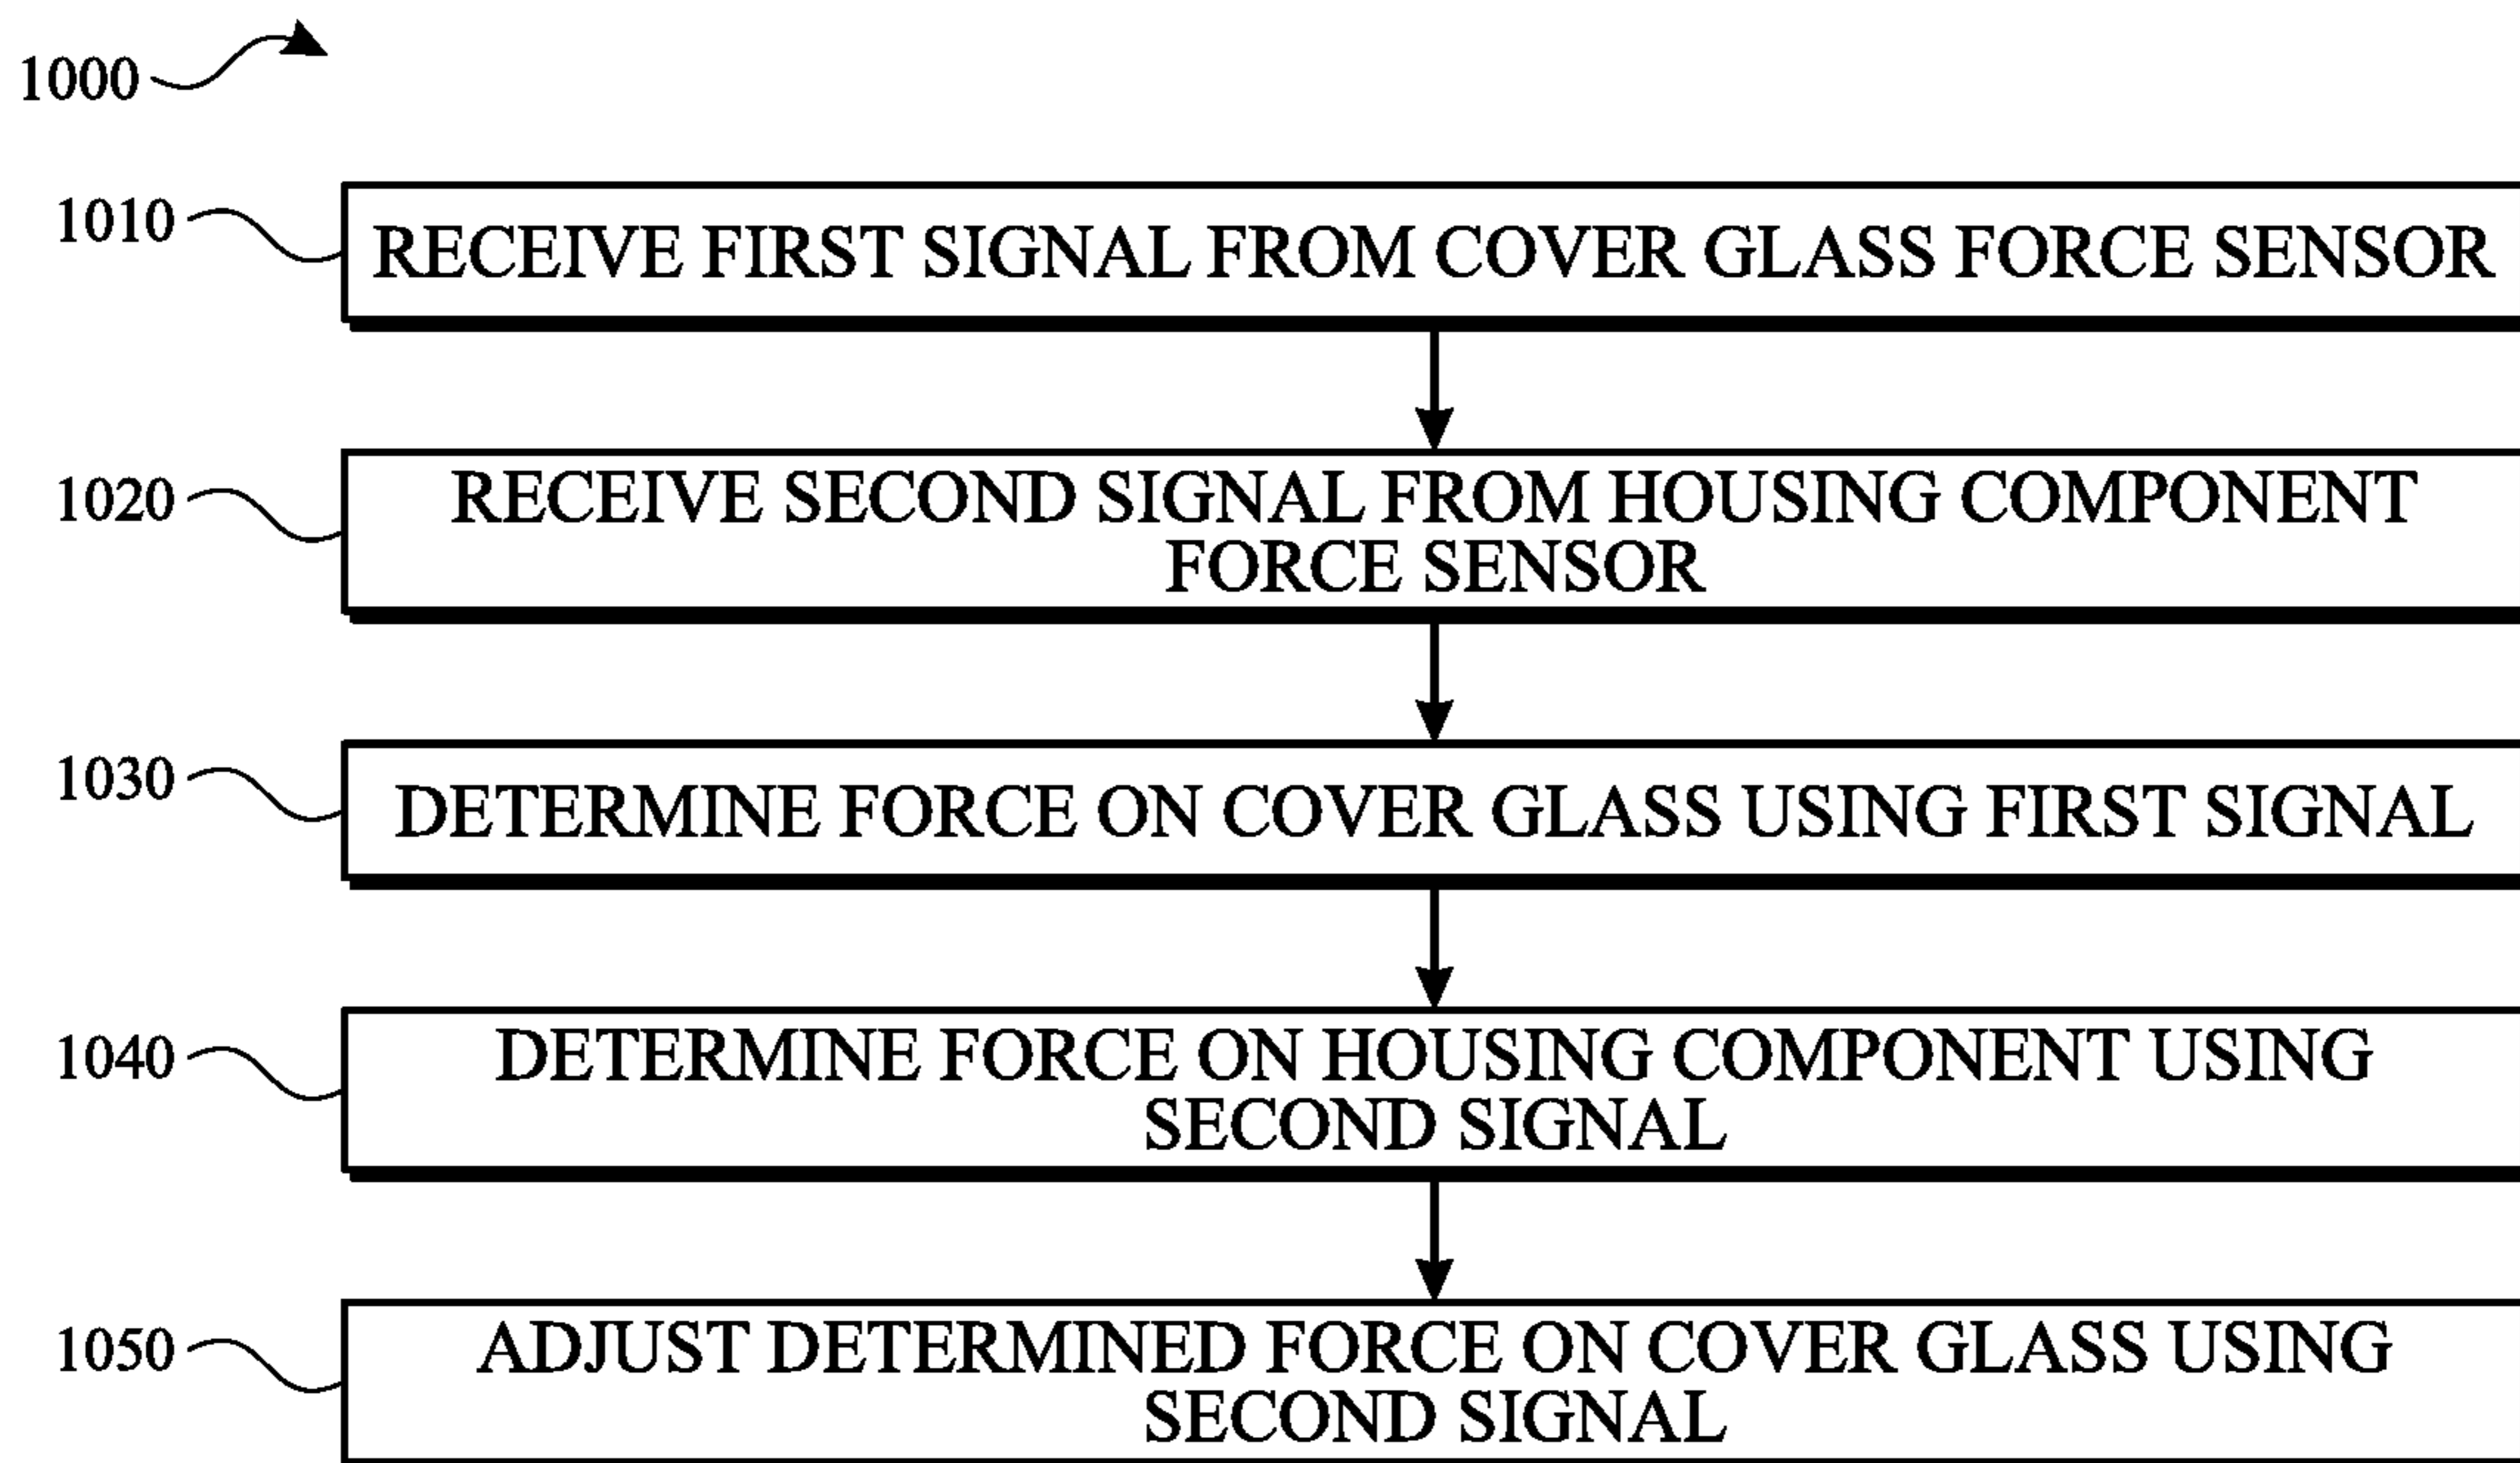 1000
1010
RECEIVE FIRST SIGNAL FROM COVER GLASS FORCE SENSOR
1020
RECEIVE SECOND SIGNAL FROM HOUSING COMPONENT
FORCE SENSOR
1030
DETERMINE FORCE ON COVER GLASS USING FIRST SIGNAL
1040
DETERMINE FORCE ON HOUSING COMPONENT USING
SECOND SIGNAL
1050
ADJUST DETERMINED FORCE ON COVER GLASS USING
SECOND SIGNAL